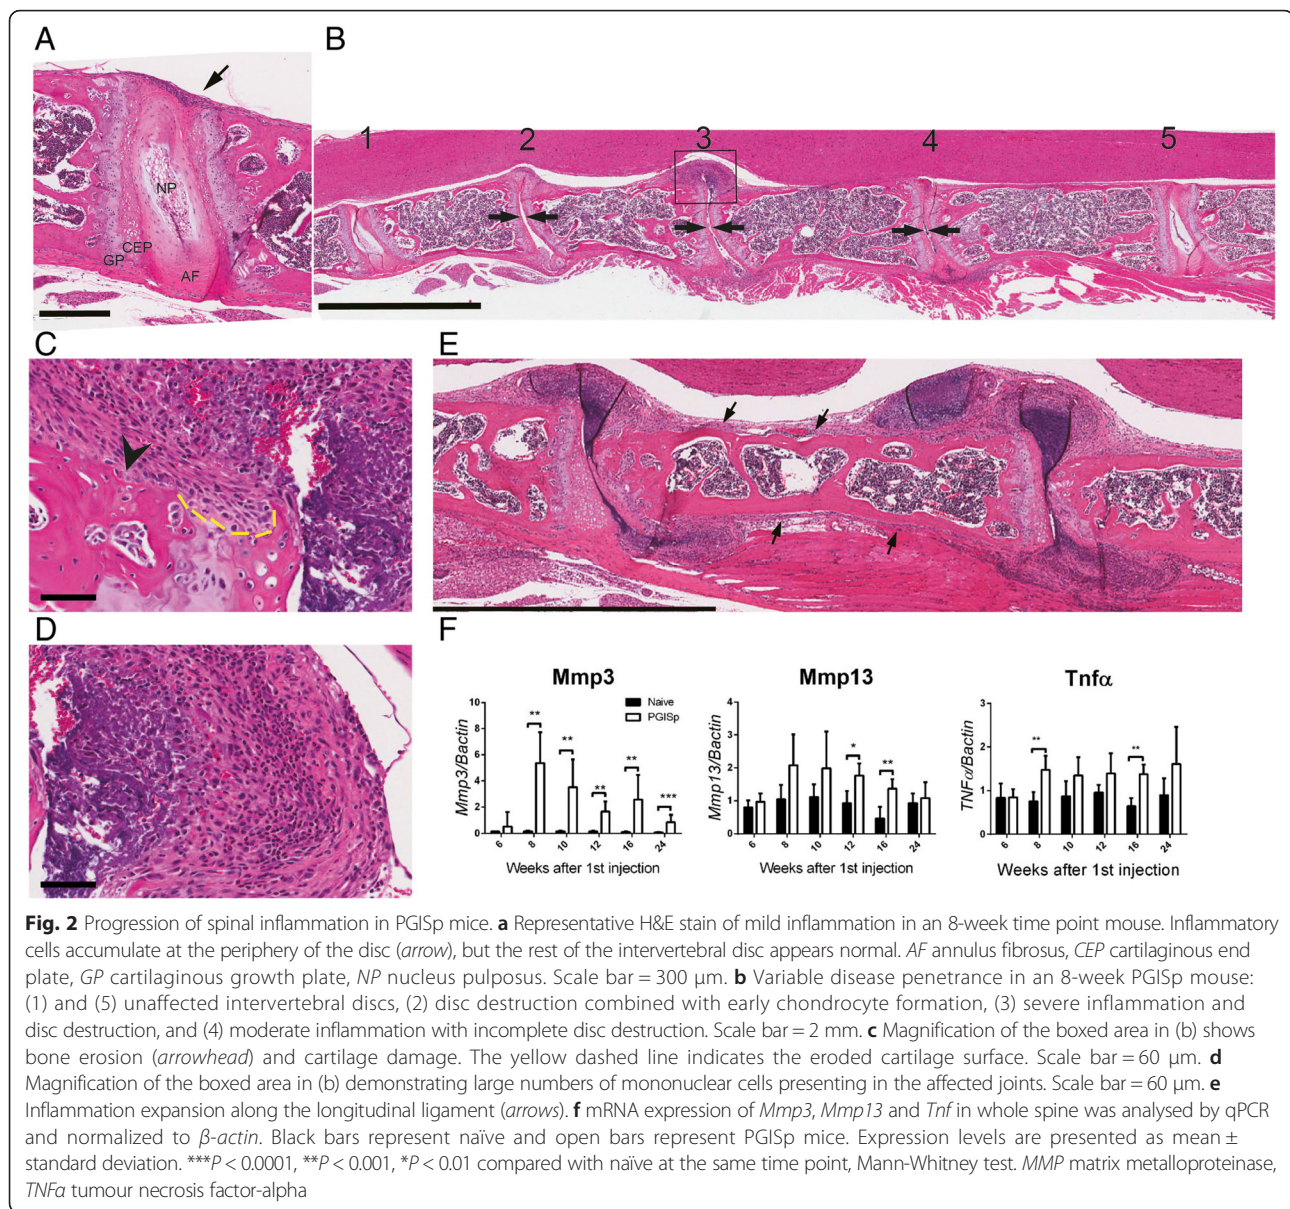 A
B
1
2
3
4
5
NP
CEP
GP
AF
C
E
D
F
Mmp3
Mmp3/Bactin
10
8
6
4
2
0
**
**
**
**
***
Naive
PGISp
6 8 10 12 16 24
Weeks after 1st injection
Mmp13
Mmp13/Bactin
4
3
2
1
0
*
**
6 8 10 12 16 24
Weeks after 1st injection
Tnfα
TNFα/Bactin
3
2
1
0
**
**
6 8 10 12 16 24
Weeks after 1st injection
Fig. 2 Progression of spinal inflammation in PGISp mice. a Representative H&E stain of mild inflammation in an 8-week time point mouse. Inflammatory
cells accumulate at the periphery of the disc (arrow), but the rest of the intervertebral disc appears normal. AF annulus fibrosus, CEP cartilaginous end
plate, GP cartilaginous growth plate, NP nucleus pulposus. Scale bar = 300 μm. b Variable disease penetrance in an 8-week PGISp mouse:
(1) and (5) unaffected intervertebral discs, (2) disc destruction combined with early chondrocyte formation, (3) severe inflammation and
disc destruction, and (4) moderate inflammation with incomplete disc destruction. Scale bar = 2 mm. c Magnification of the boxed area in (b) shows
bone erosion (arrowhead) and cartilage damage. The yellow dashed line indicates the eroded cartilage surface. Scale bar = 60 μm. d
Magnification of the boxed area in (b) demonstrating large numbers of mononuclear cells presenting in the affected joints. Scale bar = 60 μm. e
Inflammation expansion along the longitudinal ligament (arrows). f mRNA expression of Mmp3, Mmp13 and Tnf in whole spine was analysed by qPCR
and normalized to β-actin. Black bars represent naïve and open bars represent PGISp mice. Expression levels are presented as mean ±
standard deviation. ***P < 0.0001, **P < 0.001, *P < 0.01 compared with naïve at the same time point, Mann-Whitney test. MMP matrix metalloproteinase,
TNFα tumour necrosis factor-alpha